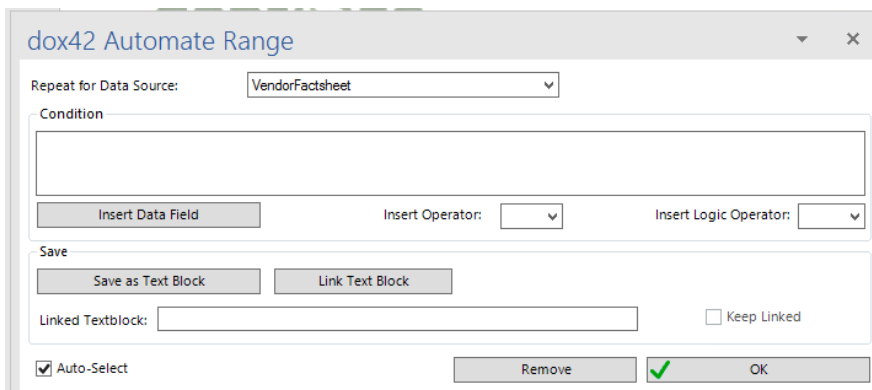 dox42 Automate Range
Repeat for Data Source: VendorFactsheet
Condition
Insert Data Field Insert Operator: Insert Logic Operator:
Save
Save as Text Block Link Text Block
Linked Textblock: Keep Linked
Auto-Select Remove OK